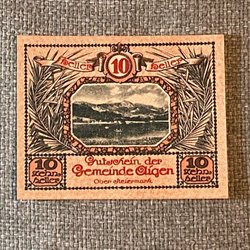 Heller 10 Heller
Gutschein der
Gemeinde Aigen
Ober-Steiermark
10 Zehn Heller
10 Zehn Heller